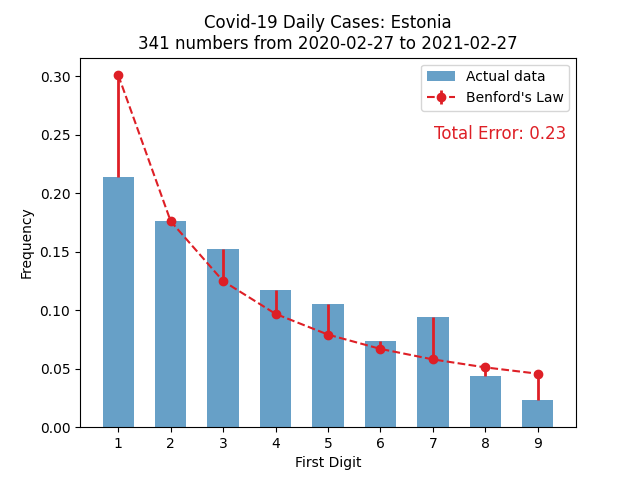 Covid-19 Daily Cases: Estonia
341 numbers from 2020-02-27 to 2021-02-27
Actual data
Benford's Law
Total Error: 0.23
0.30
0.25
0.20
0.15
0.10
0.05
0.00
Frequency
1 2 3 4 5 6 7 8 9
First Digit